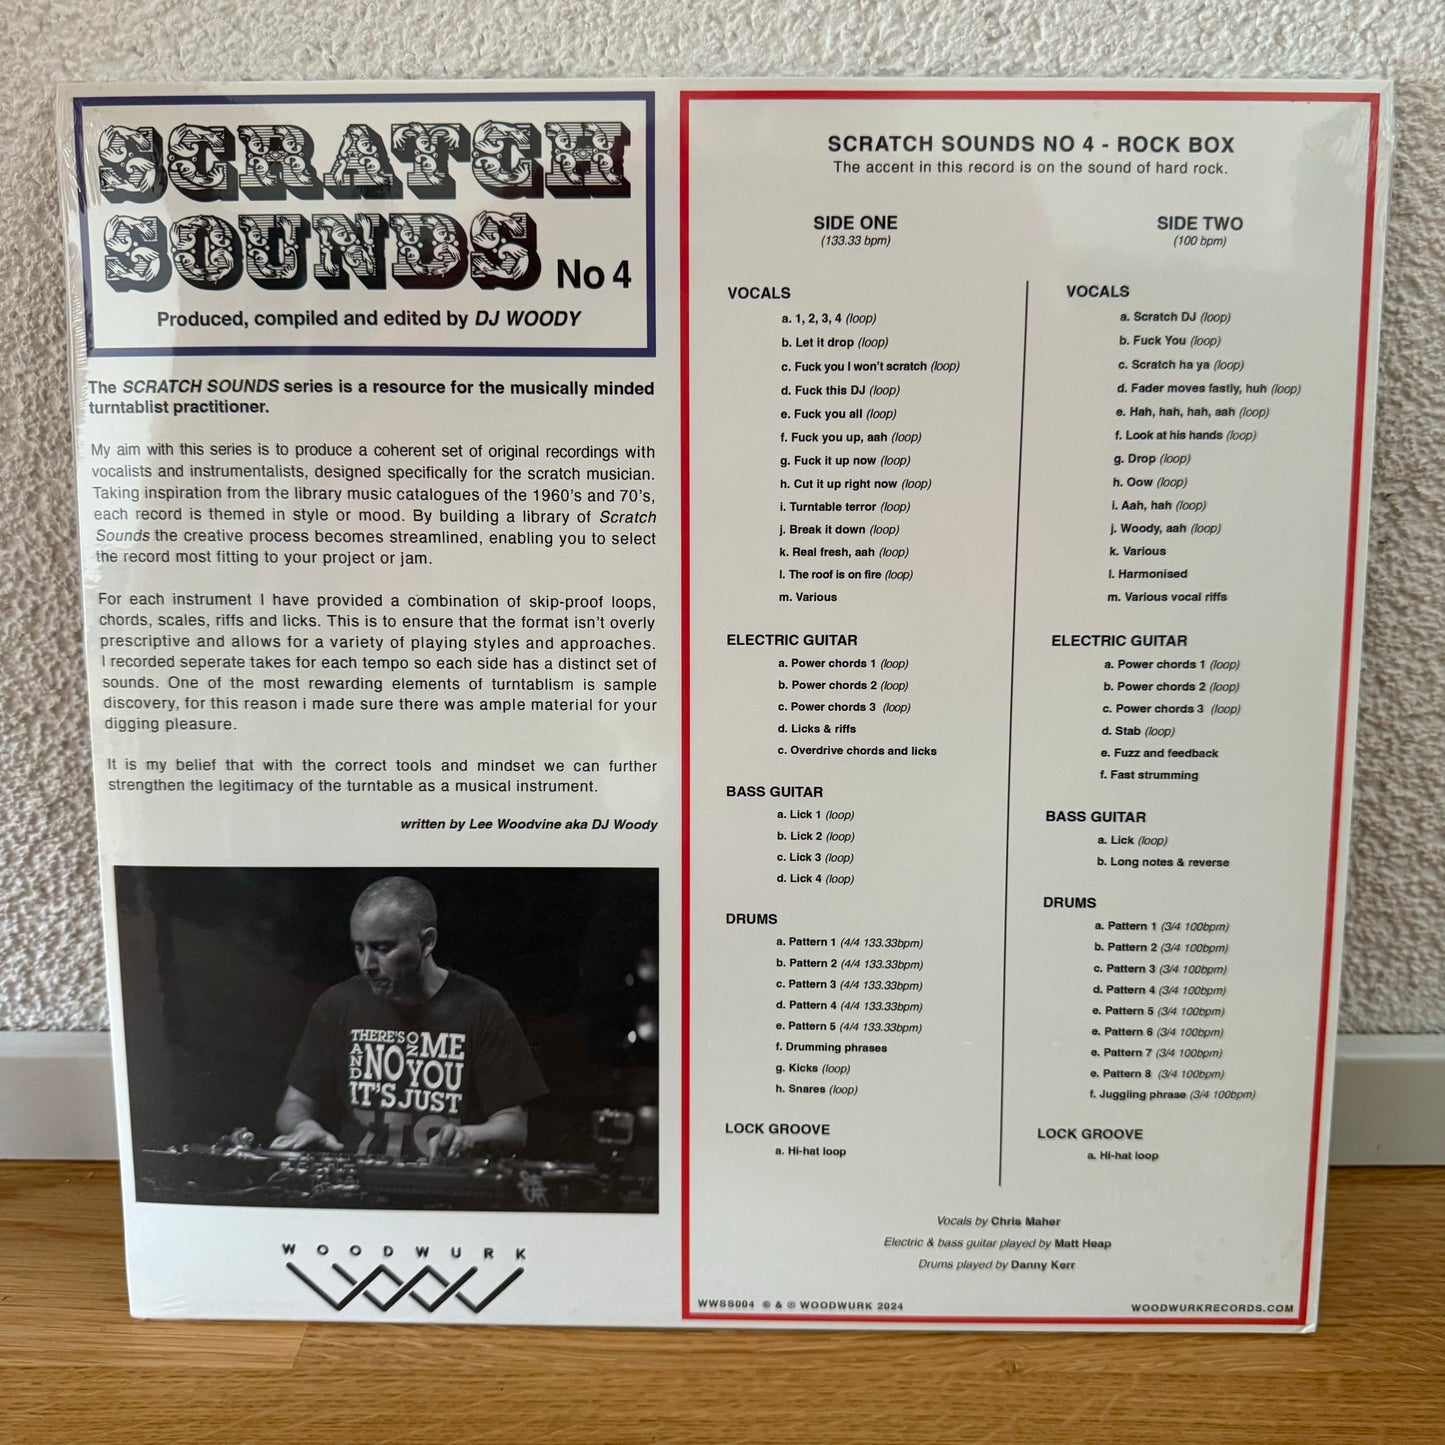 SCRATCH
SOUNDS No 4
Produced, compiled and edited by DJ WOODY
The SCRATCH SOUNDS series is a resource for the musically minded
turntablist practitioner.
My aim with this series is to produce a coherent set of original recordings with
vocalists and instrumentalists, designed specifically for the scratch musician.
Taking inspiration from the library music catalogues of the 1960's and 70's,
each record is themed in style or mood. By building a library of Scratch
Sounds the creative process becomes streamlined, enabling you to select
the record most fitting to your project or jam.
For each instrument I have provided a combination of skip-proof loops,
chords, scales, riffs and licks. This is to ensure that the format isn't overly
prescriptive and allows for a variety of playing styles and approaches.
I recorded seperate takes for each tempo so each side has a distinct set of
sounds. One of the most rewarding elements of turntablism is sample
discovery, for this reason i made sure there was ample material for your
digging pleasure.
It is my belief that with the correct tools and mindset we can further
strengthen the legitimacy of the turntable as a musical instrument.
written by Lee Woodvine aka DJ Woody
THERE'S ON ME
AND NO YOU
IT'S JUST
WOODWURK
SCRATCH SOUNDS NO 4 - ROCK BOX
The accent in this record is on the sound of hard rock.
SIDE ONE
(133.33 bpm)
VOCALS
a. 1, 2, 3, 4 (loop)
b. Let it drop (loop)
c. Fuck you I won't scratch (loop)
d. Fuck this DJ (loop)
e. Fuck you all (loop)
f. Fuck you up, aah (loop)
g. Fuck it up now (loop)
h. Cut it up right now (loop)
i. Turntable terror (loop)
j. Break it down (loop)
k. Real fresh, aah (loop)
l. The roof is on fire (loop)
m. Various
ELECTRIC GUITAR
a. Power chords 1 (loop)
b. Power chords 2 (loop)
c. Power chords 3 (loop)
d. Licks & riffs
c. Overdrive chords and licks
BASS GUITAR
a. Lick 1 (loop)
b. Lick 2 (loop)
c. Lick 3 (loop)
d. Lick 4 (loop)
DRUMS
a. Pattern 1 (4/4 133.33bpm)
b. Pattern 2 (4/4 133.33bpm)
c. Pattern 3 (4/4 133.33bpm)
d. Pattern 4 (4/4 133.33bpm)
e. Pattern 5 (4/4 133.33bpm)
f. Drumming phrases
g. Kicks (loop)
h. Snares (loop)
LOCK GROOVE
a. Hi-hat loop
SIDE TWO
(100 bpm)
VOCALS
a. Scratch DJ (loop)
b. Fuck You (loop)
c. Scratch ha ya (loop)
d. Fader moves fastly, huh (loop)
e. Hah, hah, hah, aah (loop)
f. Look at his hands (loop)
g. Drop (loop)
h. Oow (loop)
i. Aah, hah (loop)
j. Woody, aah (loop)
k. Various
l. Harmonised
m. Various vocal riffs
ELECTRIC GUITAR
a. Power chords 1 (loop)
b. Power chords 2 (loop)
c. Power chords 3 (loop)
d. Stab (loop)
e. Fuzz and feedback
f. Fast strumming
BASS GUITAR
a. Lick (loop)
b. Long notes & reverse
DRUMS
a. Pattern 1 (3/4 100bpm)
b. Pattern 2 (3/4 100bpm)
c. Pattern 3 (3/4 100bpm)
d. Pattern 4 (3/4 100bpm)
e. Pattern 5 (3/4 100bpm)
e. Pattern 6 (3/4 100bpm)
e. Pattern 7 (3/4 100bpm)
e. Pattern 8 (3/4 100bpm)
f. Juggling phrase (3/4 100bpm)
LOCK GROOVE
a. Hi-hat loop
Vocals by Chris Maher
Electric & bass guitar played by Matt Heap
Drums played by Danny Kerr
WWSS004 © & ℗ WOODWURK 2024
WOODWURKRECORDS.COM